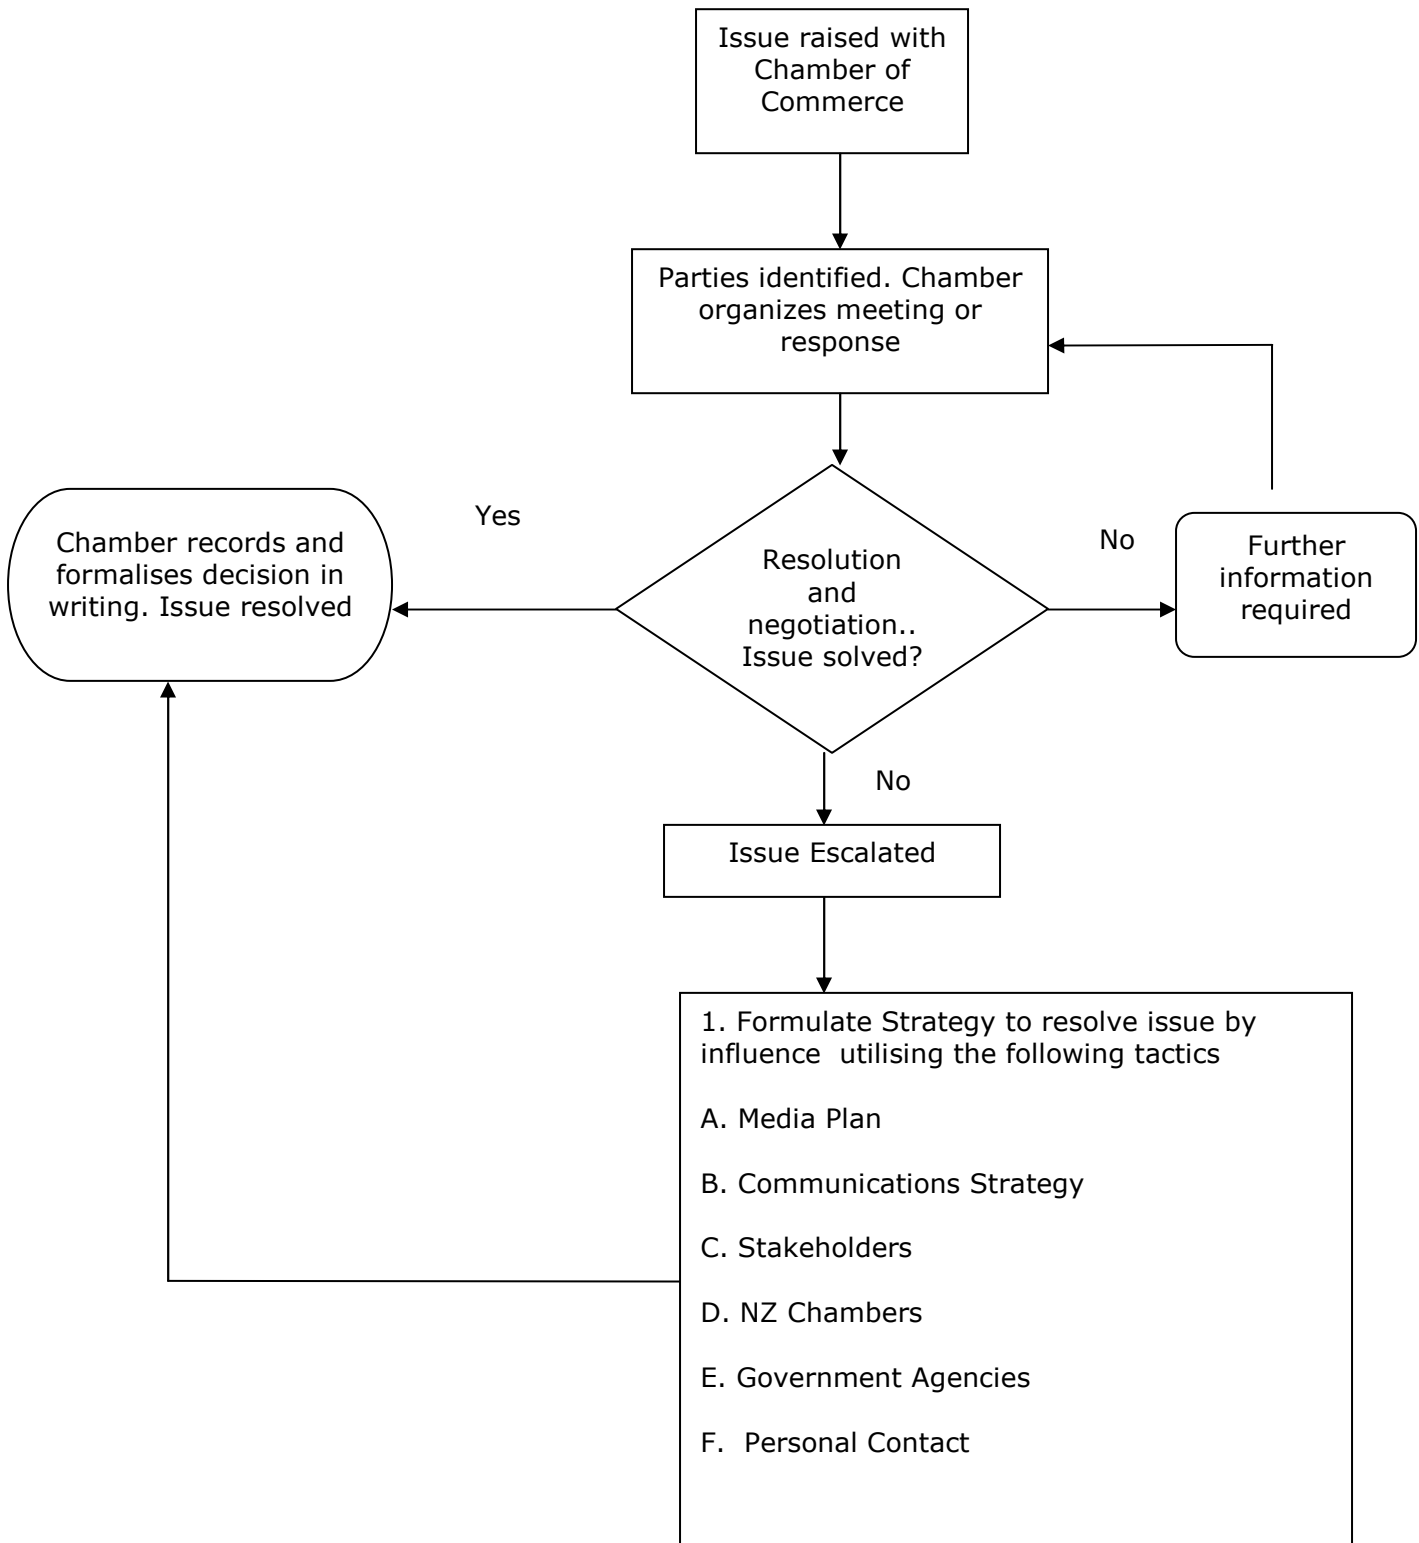 Issue raised with
Chamber of
Commerce
Parties identified. Chamber
organizes meeting or
response
Yes
Chamber records and
formalises decision in
writing. Issue resolved
Resolution
and
negotiation..
Issue solved?
No
Further
information
required
No
Issue Escalated
1. Formulate Strategy to resolve issue by
influence  utilising the following tactics
A. Media Plan
B. Communications Strategy
C. Stakeholders
D. NZ Chambers
E. Government Agencies
F.  Personal Contact